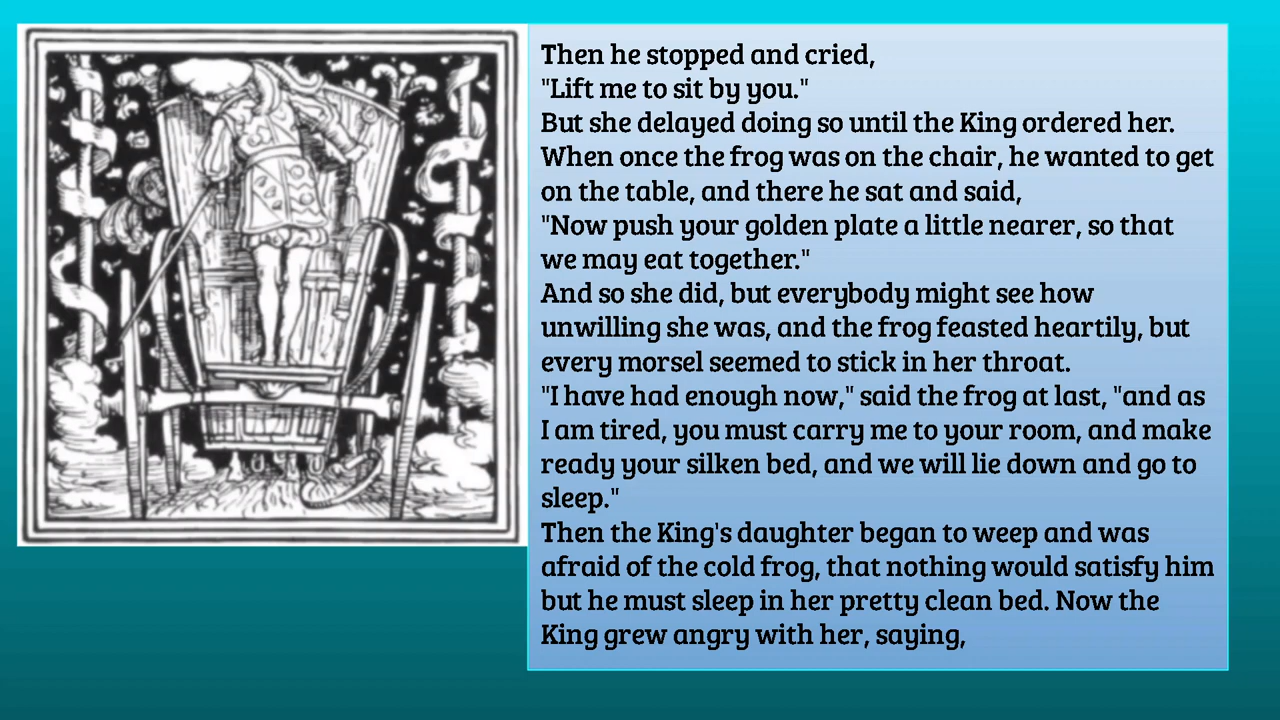 Then he stopped and cried,
"Lift me to sit by you."
But she delayed doing so until the King ordered her.
When once the frog was on the chair, he wanted to get
on the table, and there he sat and said,
"Now push your golden plate a little nearer, so that
we may eat together."
And so she did, but everybody might see how
unwilling she was, and the frog feasted heartily, but
every morsel seemed to stick in her throat.
"I have had enough now," said the frog at last, "and as
I am tired, you must carry me to your room, and make
ready your silken bed, and we will lie down and go to
sleep."
Then the King's daughter began to weep and was
afraid of the cold frog, that nothing would satisfy him
but he must sleep in her pretty clean bed. Now the
King grew angry with her, saying,